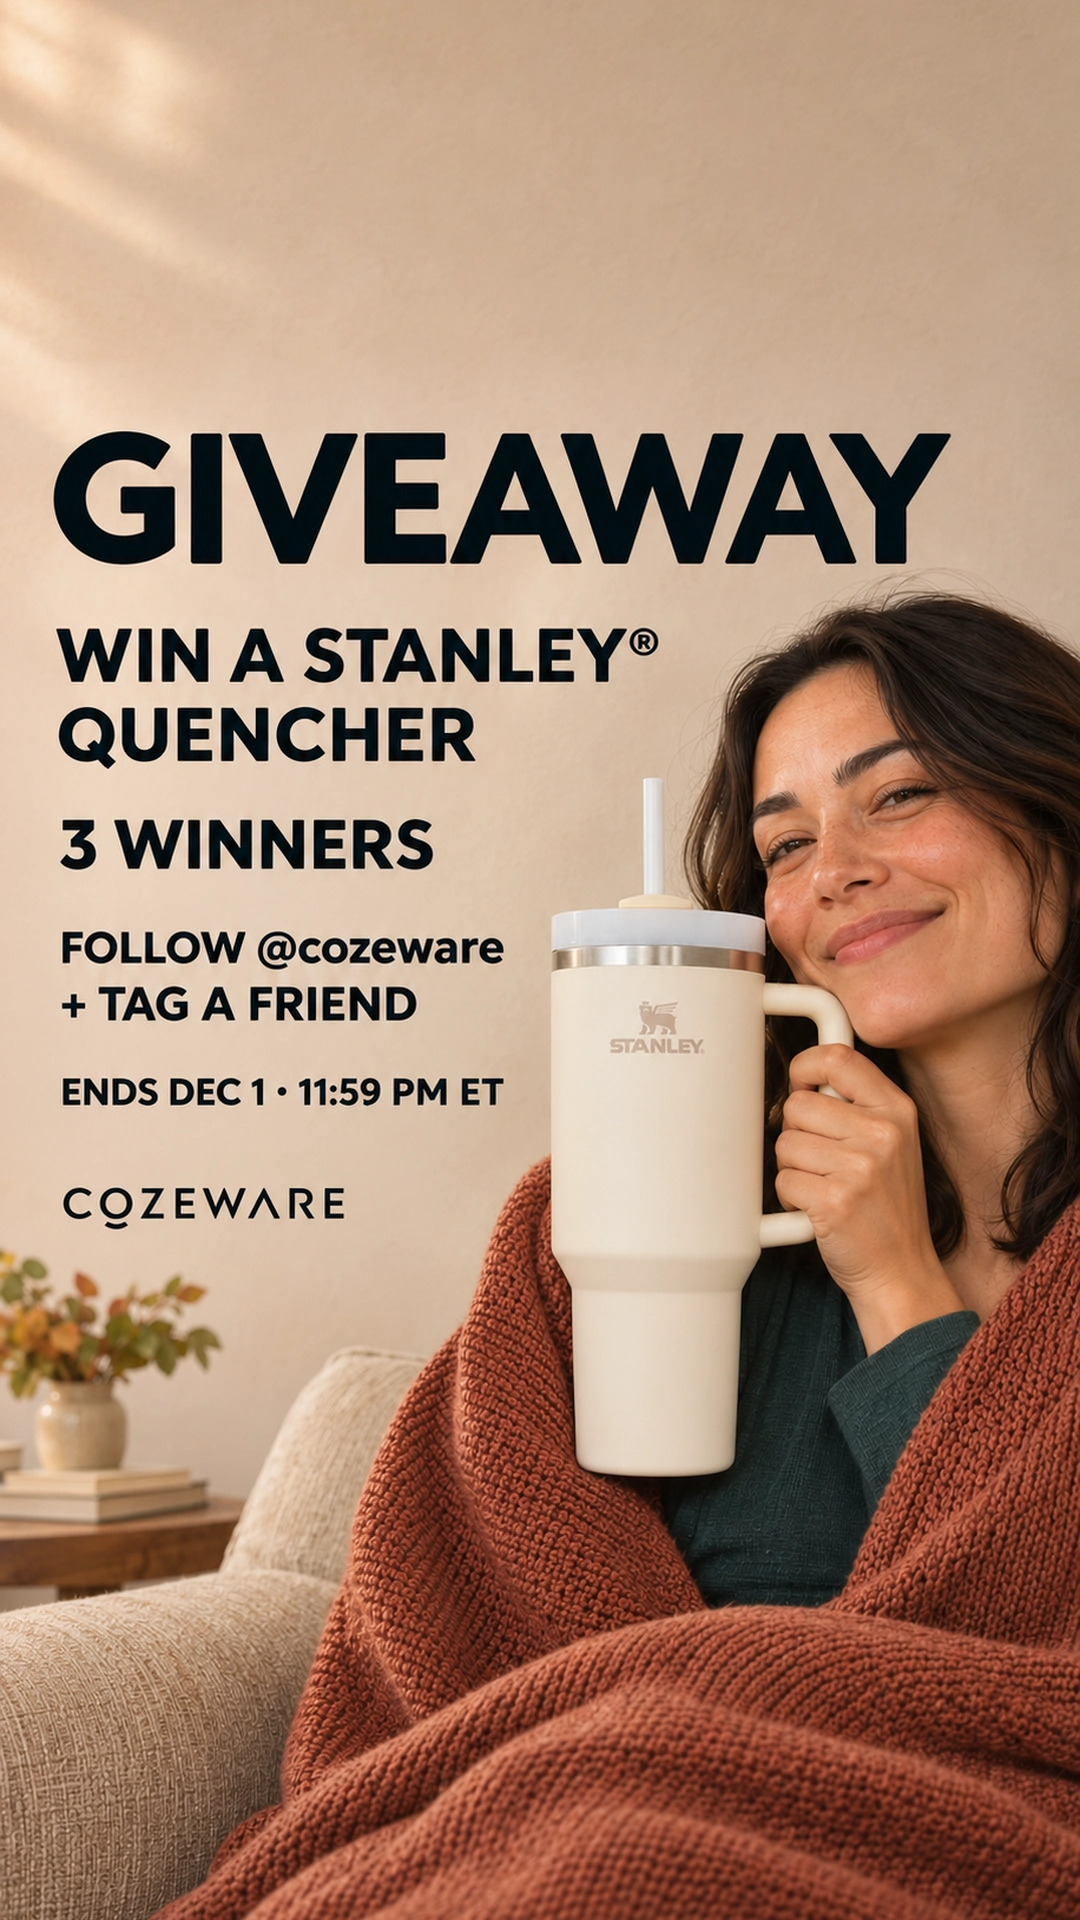 GIVEAWAY
WIN A STANLEY®
QUENCHER
3 WINNERS
FOLLOW @cozeware
+ TAG A FRIEND
ENDS DEC 1 • 11:59 PM ET
COZEWARE
STANLEY